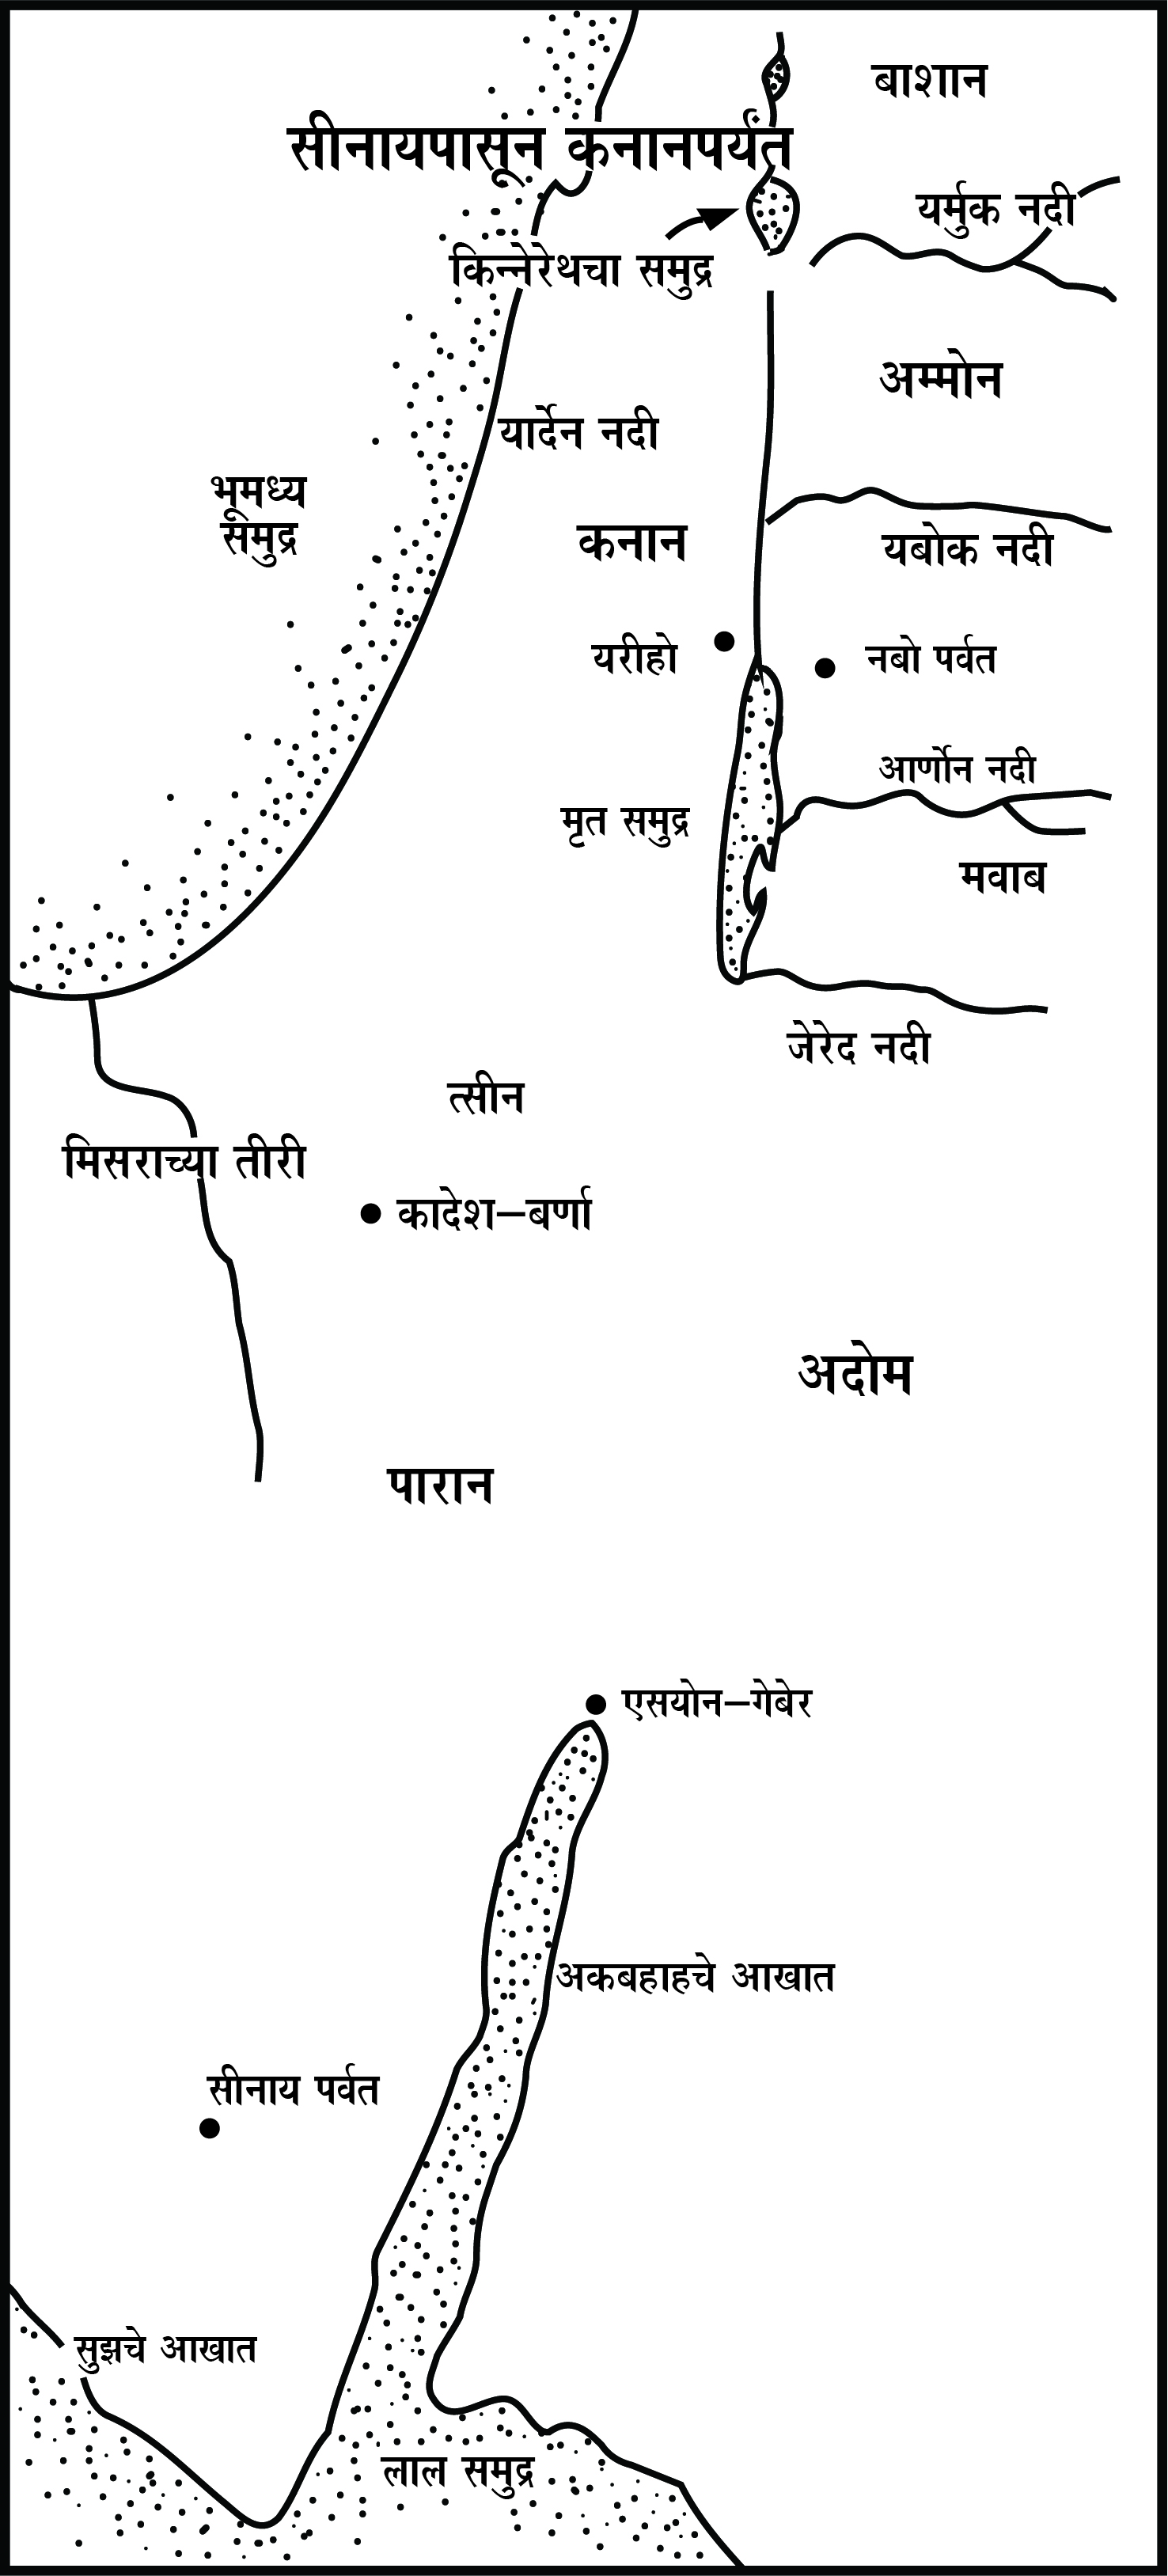 बाशान
सीनायपासून कनानपर्यंत
यर्मुक नदी
किन्नेरेथचा समुद्र
अम्मोन
यार्देन नदी
भूमध्य
समुद्र
कनान
यबोक नदी
यरीहो
नबो पर्वत
आर्णोन नदी
मृत समुद्र
मवाब
जेरेद नदी
त्सीन
मिसराच्या तीरी
कादेश–बर्णा
अदोम
पारान
एसयोन–गेबेर
अकबहाहचे आखात
सीनाय पर्वत
सुझचे आखात
लाल समुद्र